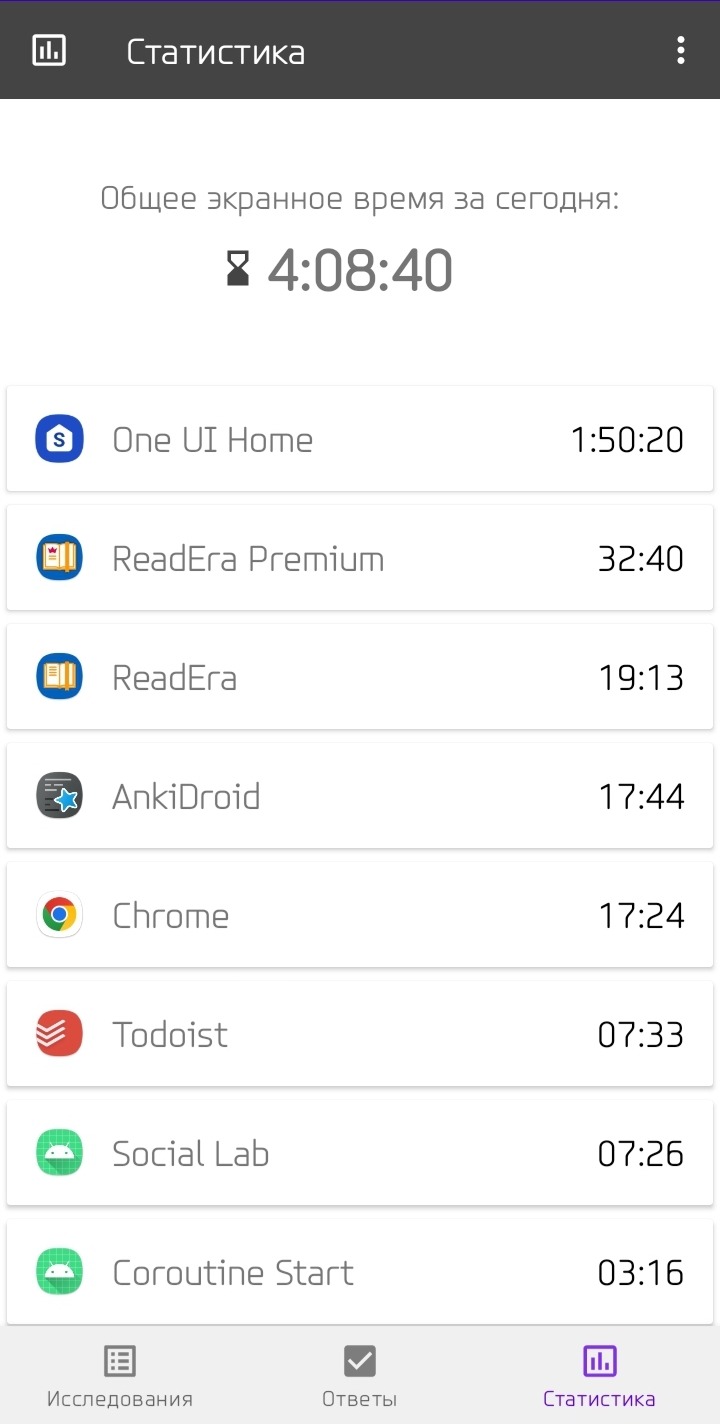 Статистика
Общее экранное время за сегодня:
4:08:40
One UI Home 1:50:20
ReadEra Premium 32:40
ReadEra 19:13
AnkiDroid 17:44
Chrome 17:24
Todoist 07:33
Social Lab 07:26
Coroutine Start 03:16
Исследования Ответы Статистика